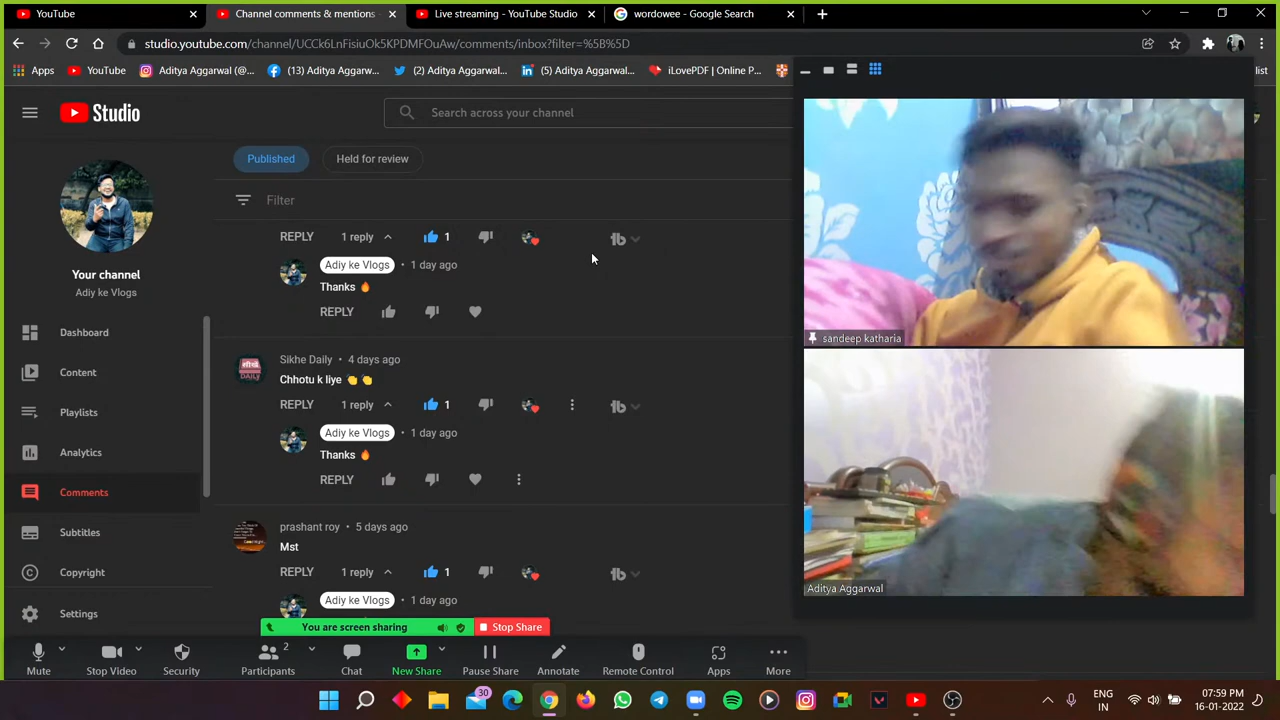 YouTube
Channel comments & mentions
Live streaming - YouTube Studio
wordowee - Google Search
studio.youtube.com/channel/UCCk6LnFisiuOk5KPDMFOuAw/comments/inbox?filter=%5B%5D
Apps
YouTube
Aditya Aggarwal (@...
(13) Aditya Aggarw...
(2) Aditya Aggarwal...
(5) Aditya Aggarwal...
iLovePDF | Online P...
list
Studio
Search across your channel
Published
Held for review
Filter
Your channel
Adiy ke Vlogs
Dashboard
Content
Playlists
Analytics
Comments
Subtitles
Copyright
Settings
REPLY 1 reply 1
Adiy ke Vlogs • 1 day ago
Thanks 🔥
REPLY
Sikhe Daily • 4 days ago
Chhotu k liye 👏 👏
REPLY 1 reply 1
Adiy ke Vlogs • 1 day ago
Thanks 🔥
REPLY
prashant roy • 5 days ago
Mst
REPLY 1 reply 1
Adiy ke Vlogs • 1 day ago
sandeep katharia
Aditya Aggarwal
You are screen sharing
Stop Share
Mute
Stop Video
Security
Participants 2
Chat
New Share
Pause Share
Annotate
Remote Control
Apps
More
30
ENG
IN
07:59 PM
16-01-2022